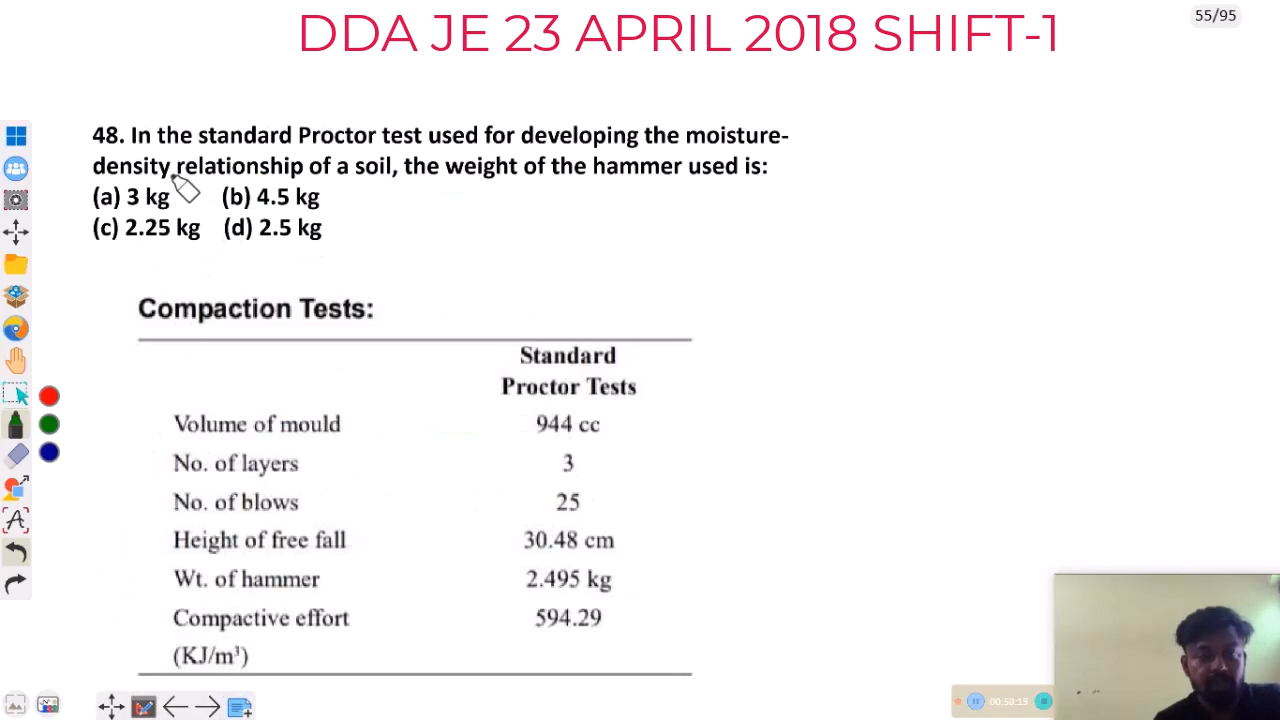 DDA JE 23 APRIL 2018 SHIFT-1
55/95
48. In the standard Proctor test used for developing the moisture-
density relationship of a soil, the weight of the hammer used is:
(a) 3 kg (b) 4.5 kg
(c) 2.25 kg (d) 2.5 kg
Compaction Tests:
Standard
Proctor Tests
Volume of mould 944 cc
No. of layers 3
No. of blows 25
Height of free fall 30.48 cm
Wt. of hammer 2.495 kg
Compactive effort 594.29
(KJ/m³)
00:50:19